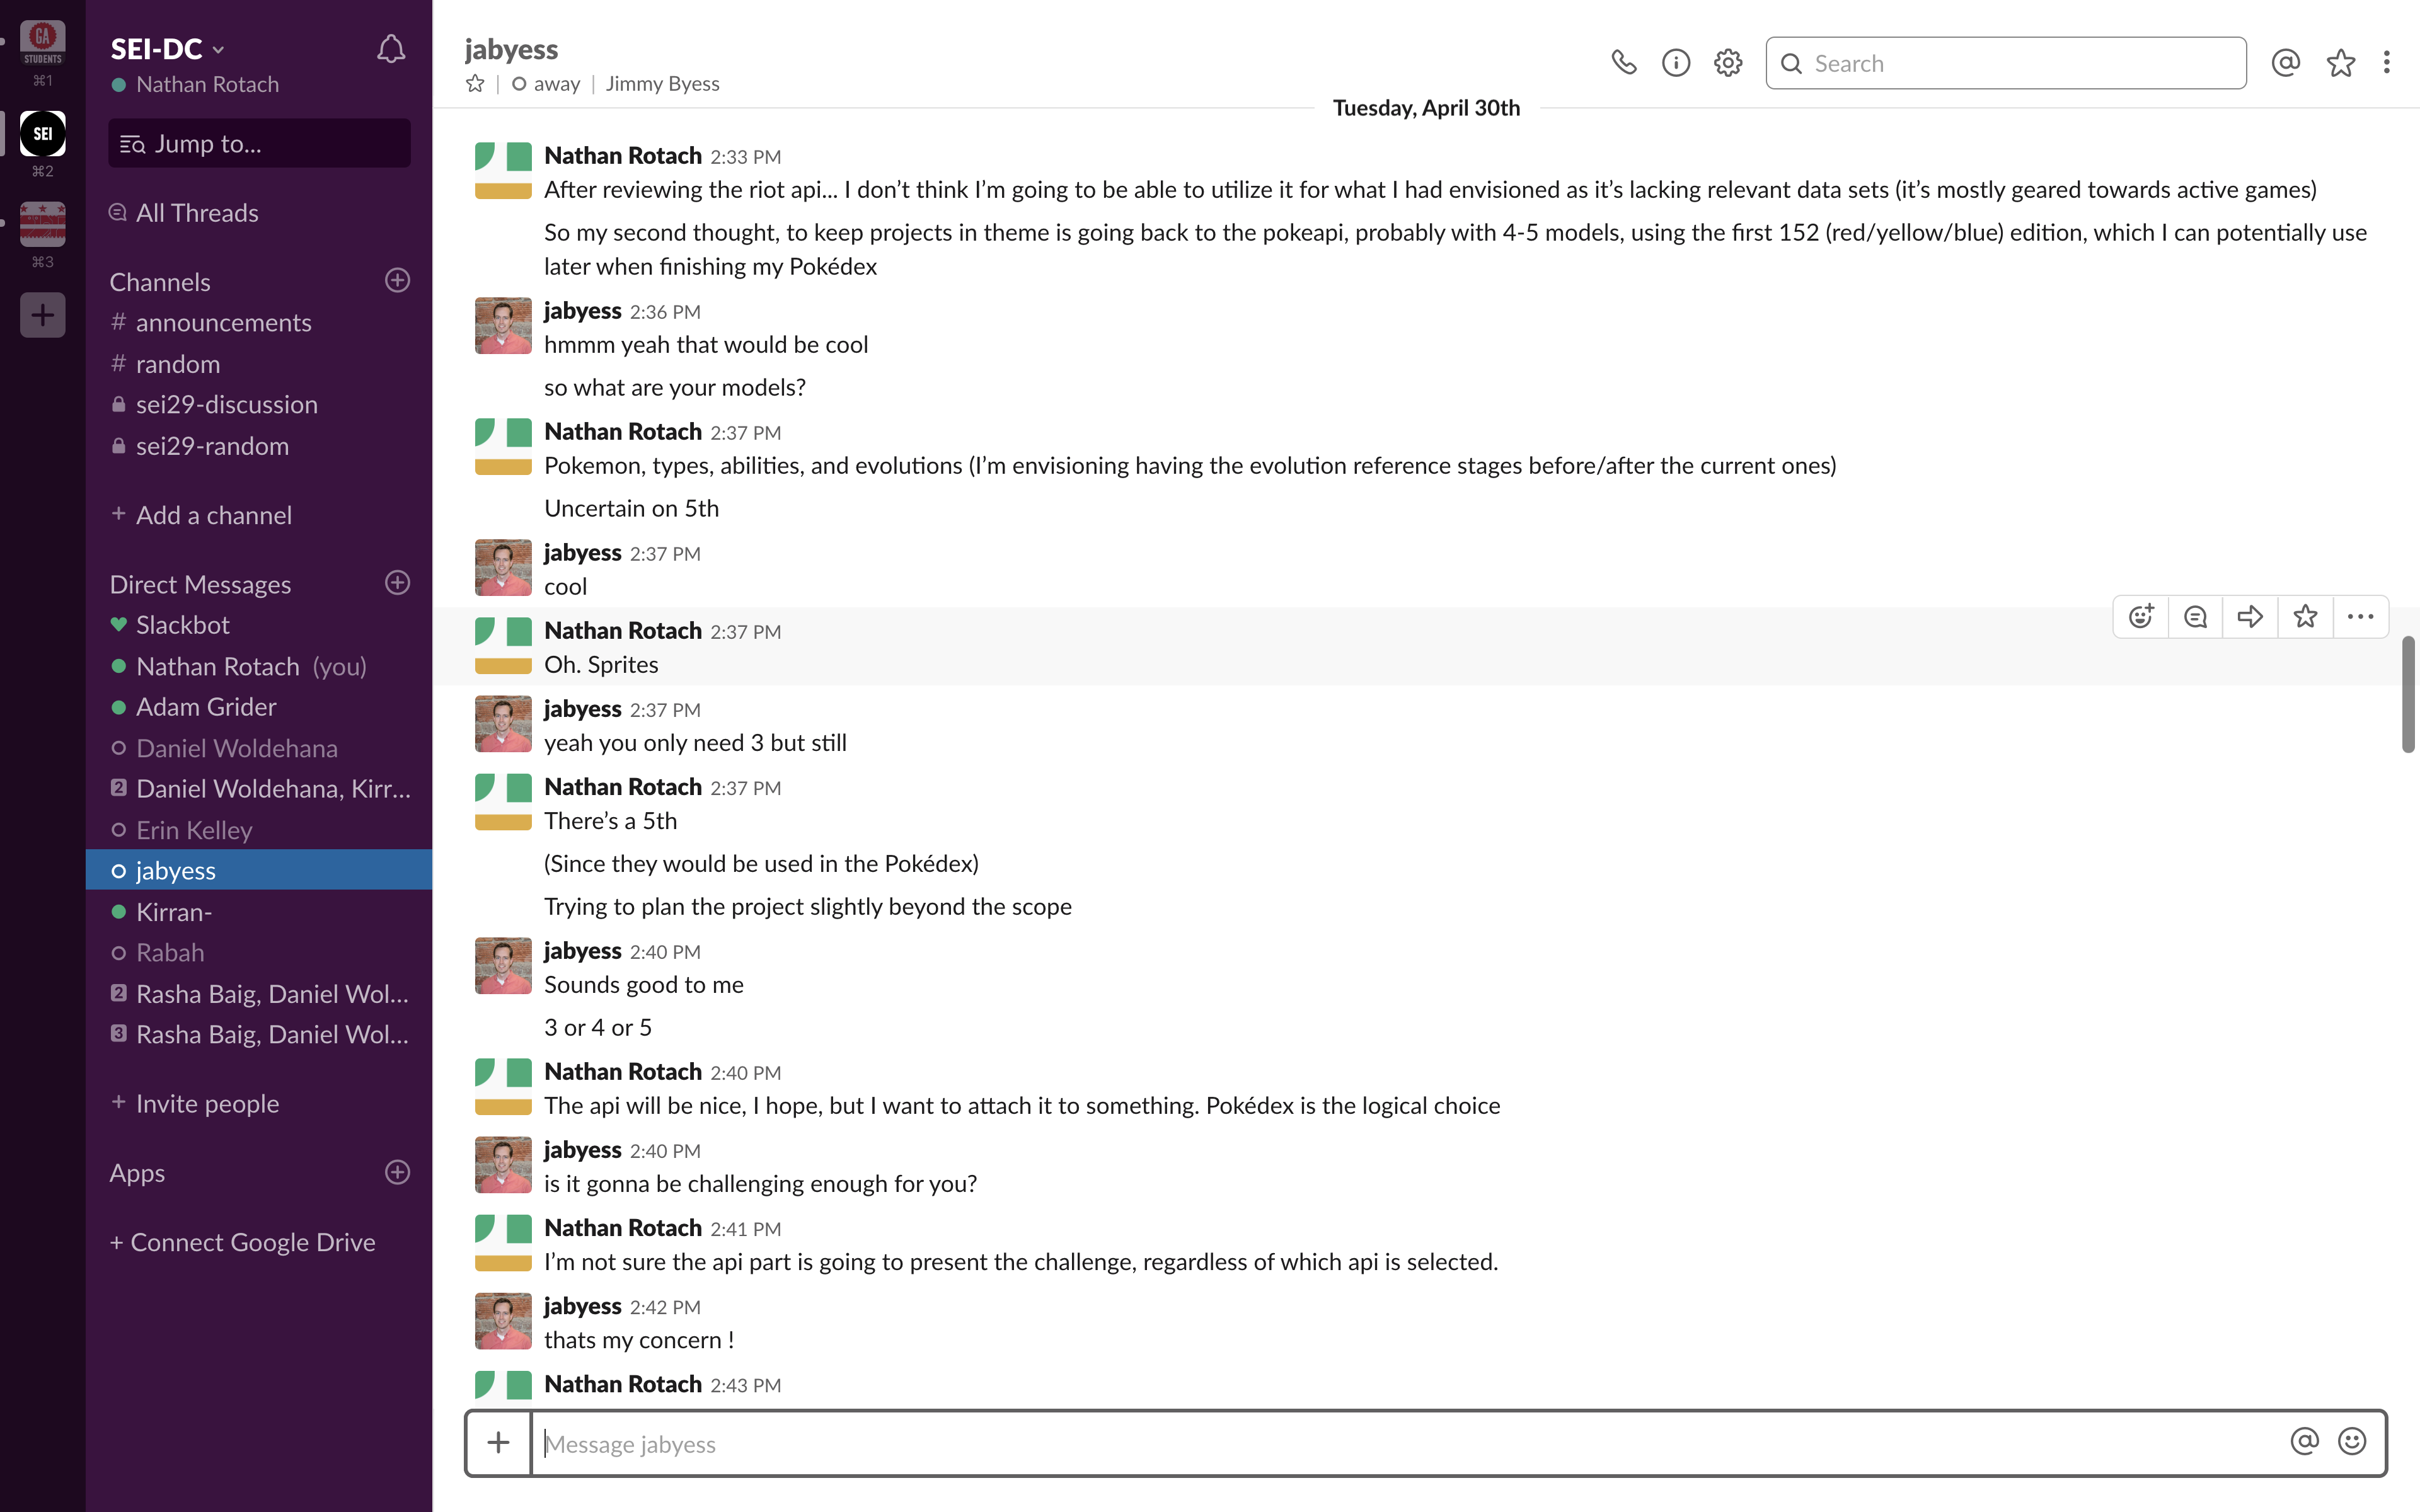 GA
STUDENTS
⌘1
SEI
⌘2
⌘3
SEI-DC
Nathan Rotach
Jump to...
All Threads
Channels
# announcements
# random
sei29-discussion
sei29-random
+ Add a channel
Direct Messages
Slackbot
Nathan Rotach (you)
Adam Grider
Daniel Woldehana
2 Daniel Woldehana, Kirr...
Erin Kelley
jabyess
Kirran-
Rabah
2 Rasha Baig, Daniel Wol...
3 Rasha Baig, Daniel Wol...
+ Invite people
Apps
+ Connect Google Drive
jabyess
away | Jimmy Byess
Search
Tuesday, April 30th
Nathan Rotach 2:33 PM
After reviewing the riot api... I don’t think I’m going to be able to utilize it for what I had envisioned as it’s lacking relevant data sets (it’s mostly geared towards active games)
So my second thought, to keep projects in theme is going back to the pokeapi, probably with 4-5 models, using the first 152 (red/yellow/blue) edition, which I can potentially use
later when finishing my Pokédex
jabyess 2:36 PM
hmmm yeah that would be cool
so what are your models?
Nathan Rotach 2:37 PM
Pokemon, types, abilities, and evolutions (I’m envisioning having the evolution reference stages before/after the current ones)
Uncertain on 5th
jabyess 2:37 PM
cool
Nathan Rotach 2:37 PM
Oh. Sprites
jabyess 2:37 PM
yeah you only need 3 but still
Nathan Rotach 2:37 PM
There’s a 5th
(Since they would be used in the Pokédex)
Trying to plan the project slightly beyond the scope
jabyess 2:40 PM
Sounds good to me
3 or 4 or 5
Nathan Rotach 2:40 PM
The api will be nice, I hope, but I want to attach it to something. Pokédex is the logical choice
jabyess 2:40 PM
is it gonna be challenging enough for you?
Nathan Rotach 2:41 PM
I’m not sure the api part is going to present the challenge, regardless of which api is selected.
jabyess 2:42 PM
thats my concern !
Nathan Rotach 2:43 PM
Message jabyess